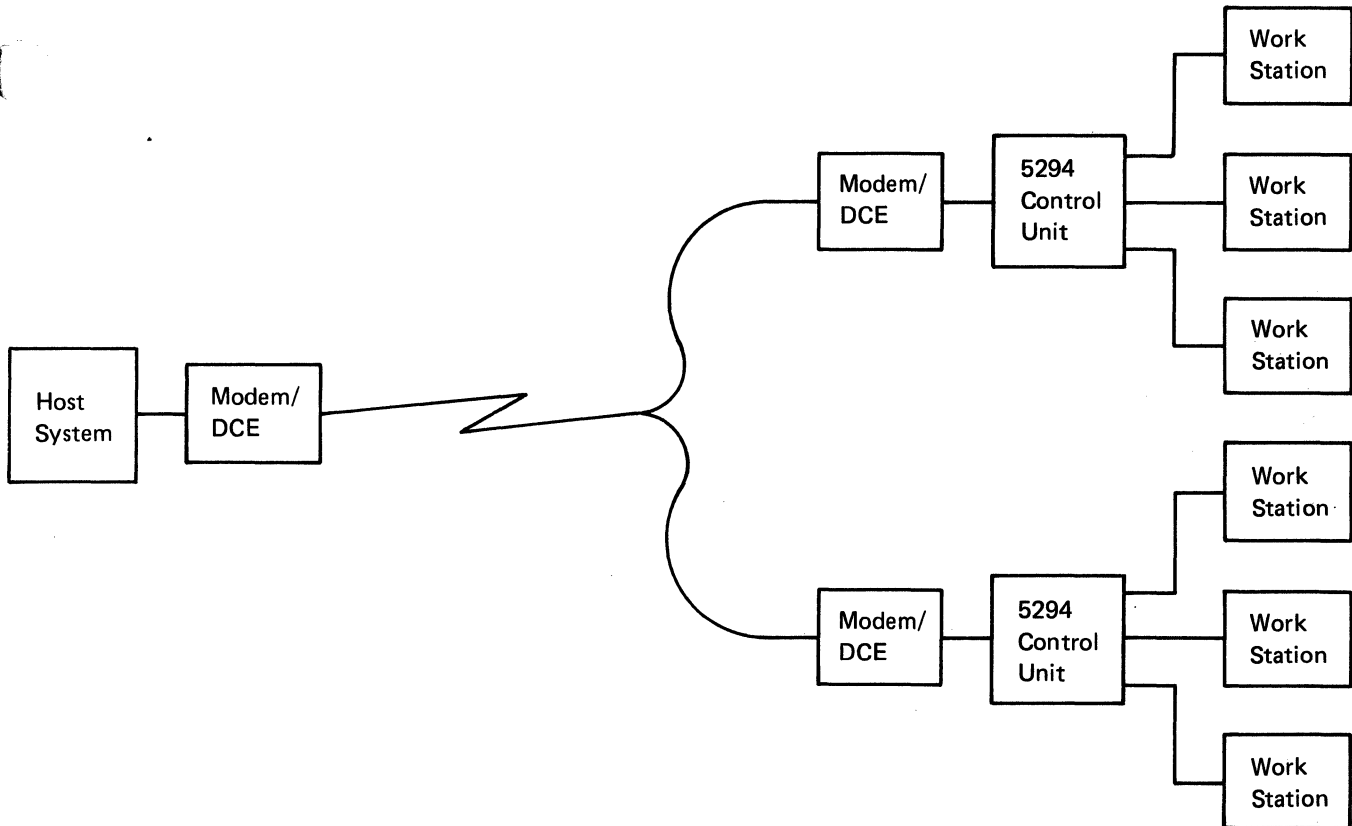 Work
Station
Modem/
DCE
5294
Control
Unit
Work
Station
Work
Station
Host
System
Modem/
DCE
Work
Station
Modem/
DCE
5294
Control
Unit
Work
Station
Work
Station